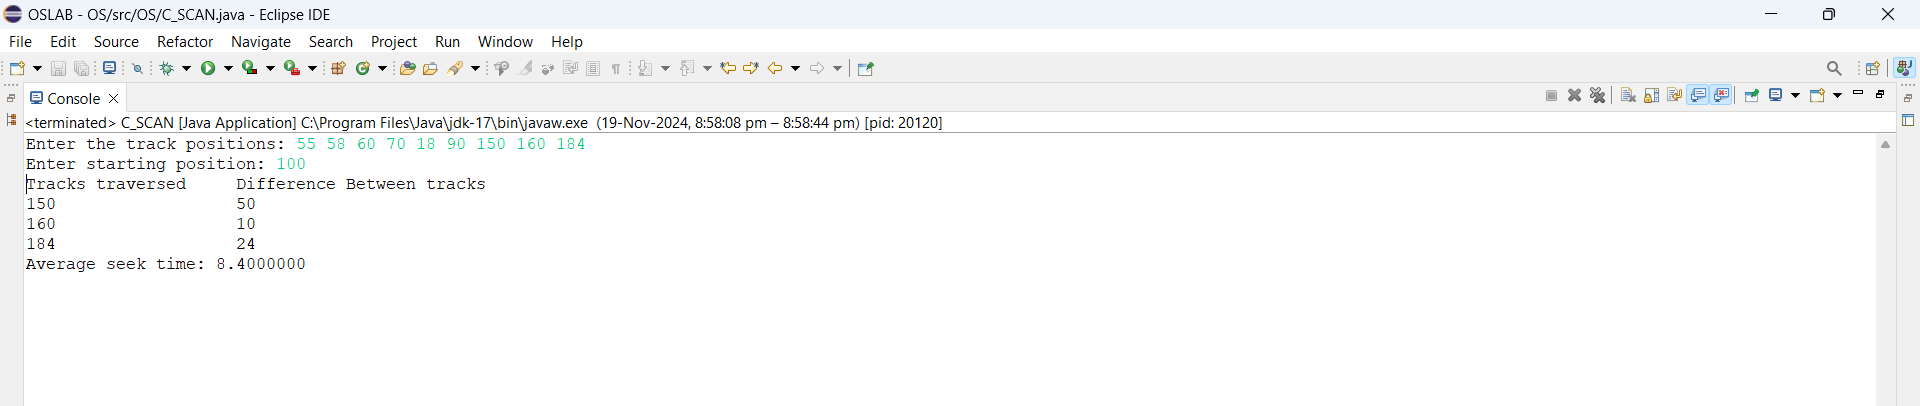 OSLAB - OS/src/OS/C_SCAN.java - Eclipse IDE
File Edit Source Refactor Navigate Search Project Run Window Help
Console
<terminated> C_SCAN [Java Application] C:\Program Files\Java\jdk-17\bin\javaw.exe (19-Nov-2024, 8:58:08 pm – 8:58:44 pm) [pid: 20120]
Enter the track positions: 55 58 60 70 18 90 150 160 184
Enter starting position: 100
Tracks traversed Difference Between tracks
150 50
160 10
184 24
Average seek time: 8.4000000